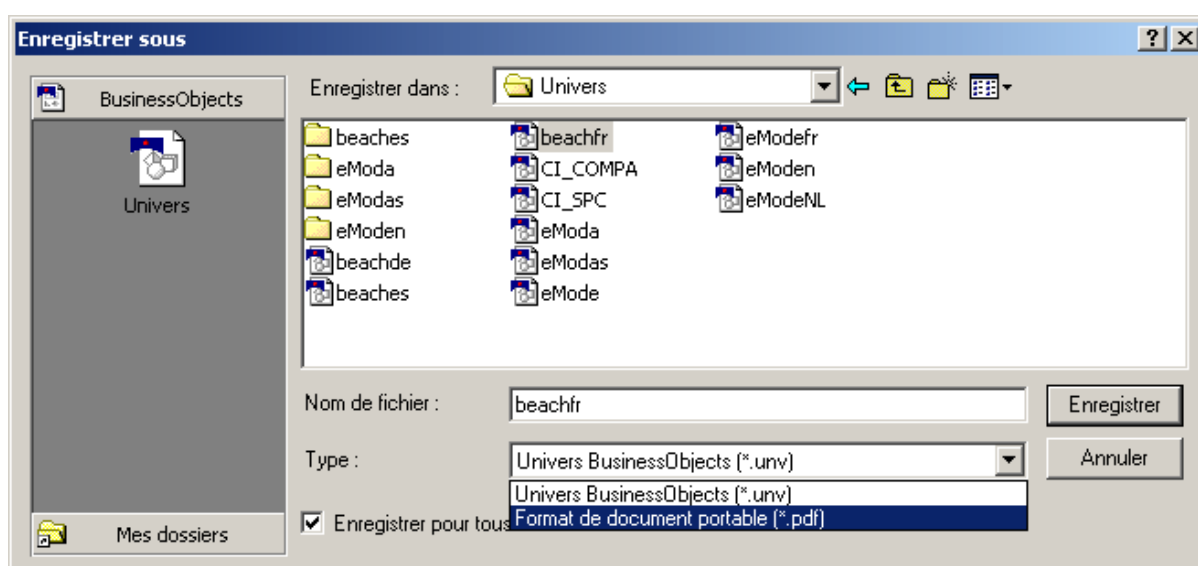 Enregistrer sous
BusinessObjects
Univers
Mes dossiers
Enregistrer dans :
Univers
beaches
eModa
eModas
eModen
beachde
beaches
beachfr
CI_COMPA
CI_SPC
eModa
eModas
eMode
eModefr
eModen
eModeNL
Nom de fichier :
beachfr
Enregistrer
Type :
Univers BusinessObjects (*.unv)
Annuler
Univers BusinessObjects (*.unv)
Format de document portable (*.pdf)
Enregistrer pour tous